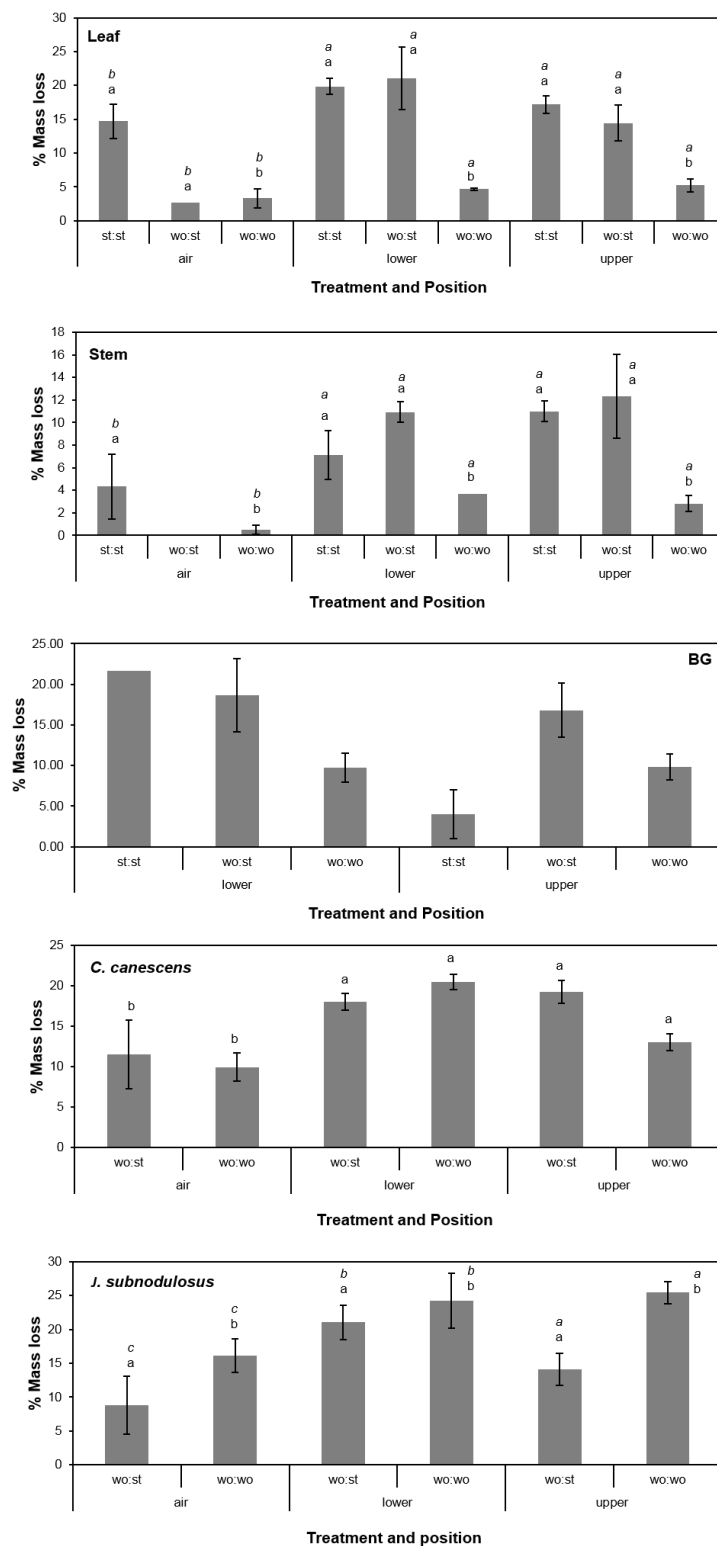 Leaf
% Mass loss
30
25
20
15
10
5
0
b
a
b
a
b
b
a
a
a
a
a
b
a
a
a
a
a
b
st:st wo:st wo:wo st:st wo:st wo:wo st:st wo:st wo:wo
air lower upper
Treatment and Position
Stem
% Mass loss
18
16
14
12
10
8
6
4
2
0
b
a
b
b
a
a
a
a
a
b
a
a
a
a
a
b
st:st wo:st wo:wo st:st wo:st wo:wo st:st wo:st wo:wo
air lower upper
Treatment and Position
BG
% Mass loss
25.00
20.00
15.00
10.00
5.00
0.00
st:st wo:st wo:wo st:st wo:st wo:wo
lower upper
Treatment and Position
C. canescens
% Mass loss
25
20
15
10
5
0
b b a a a a
wo:st wo:wo wo:st wo:wo wo:st wo:wo
air lower upper
Treatment and Position
J. subnodulosus
% Mass loss
30
25
20
15
10
5
0
c
a
c
b
b
a
b
b
a
a
a
b
wo:st wo:wo wo:st wo:wo wo:st wo:wo
air lower upper
Treatment and position